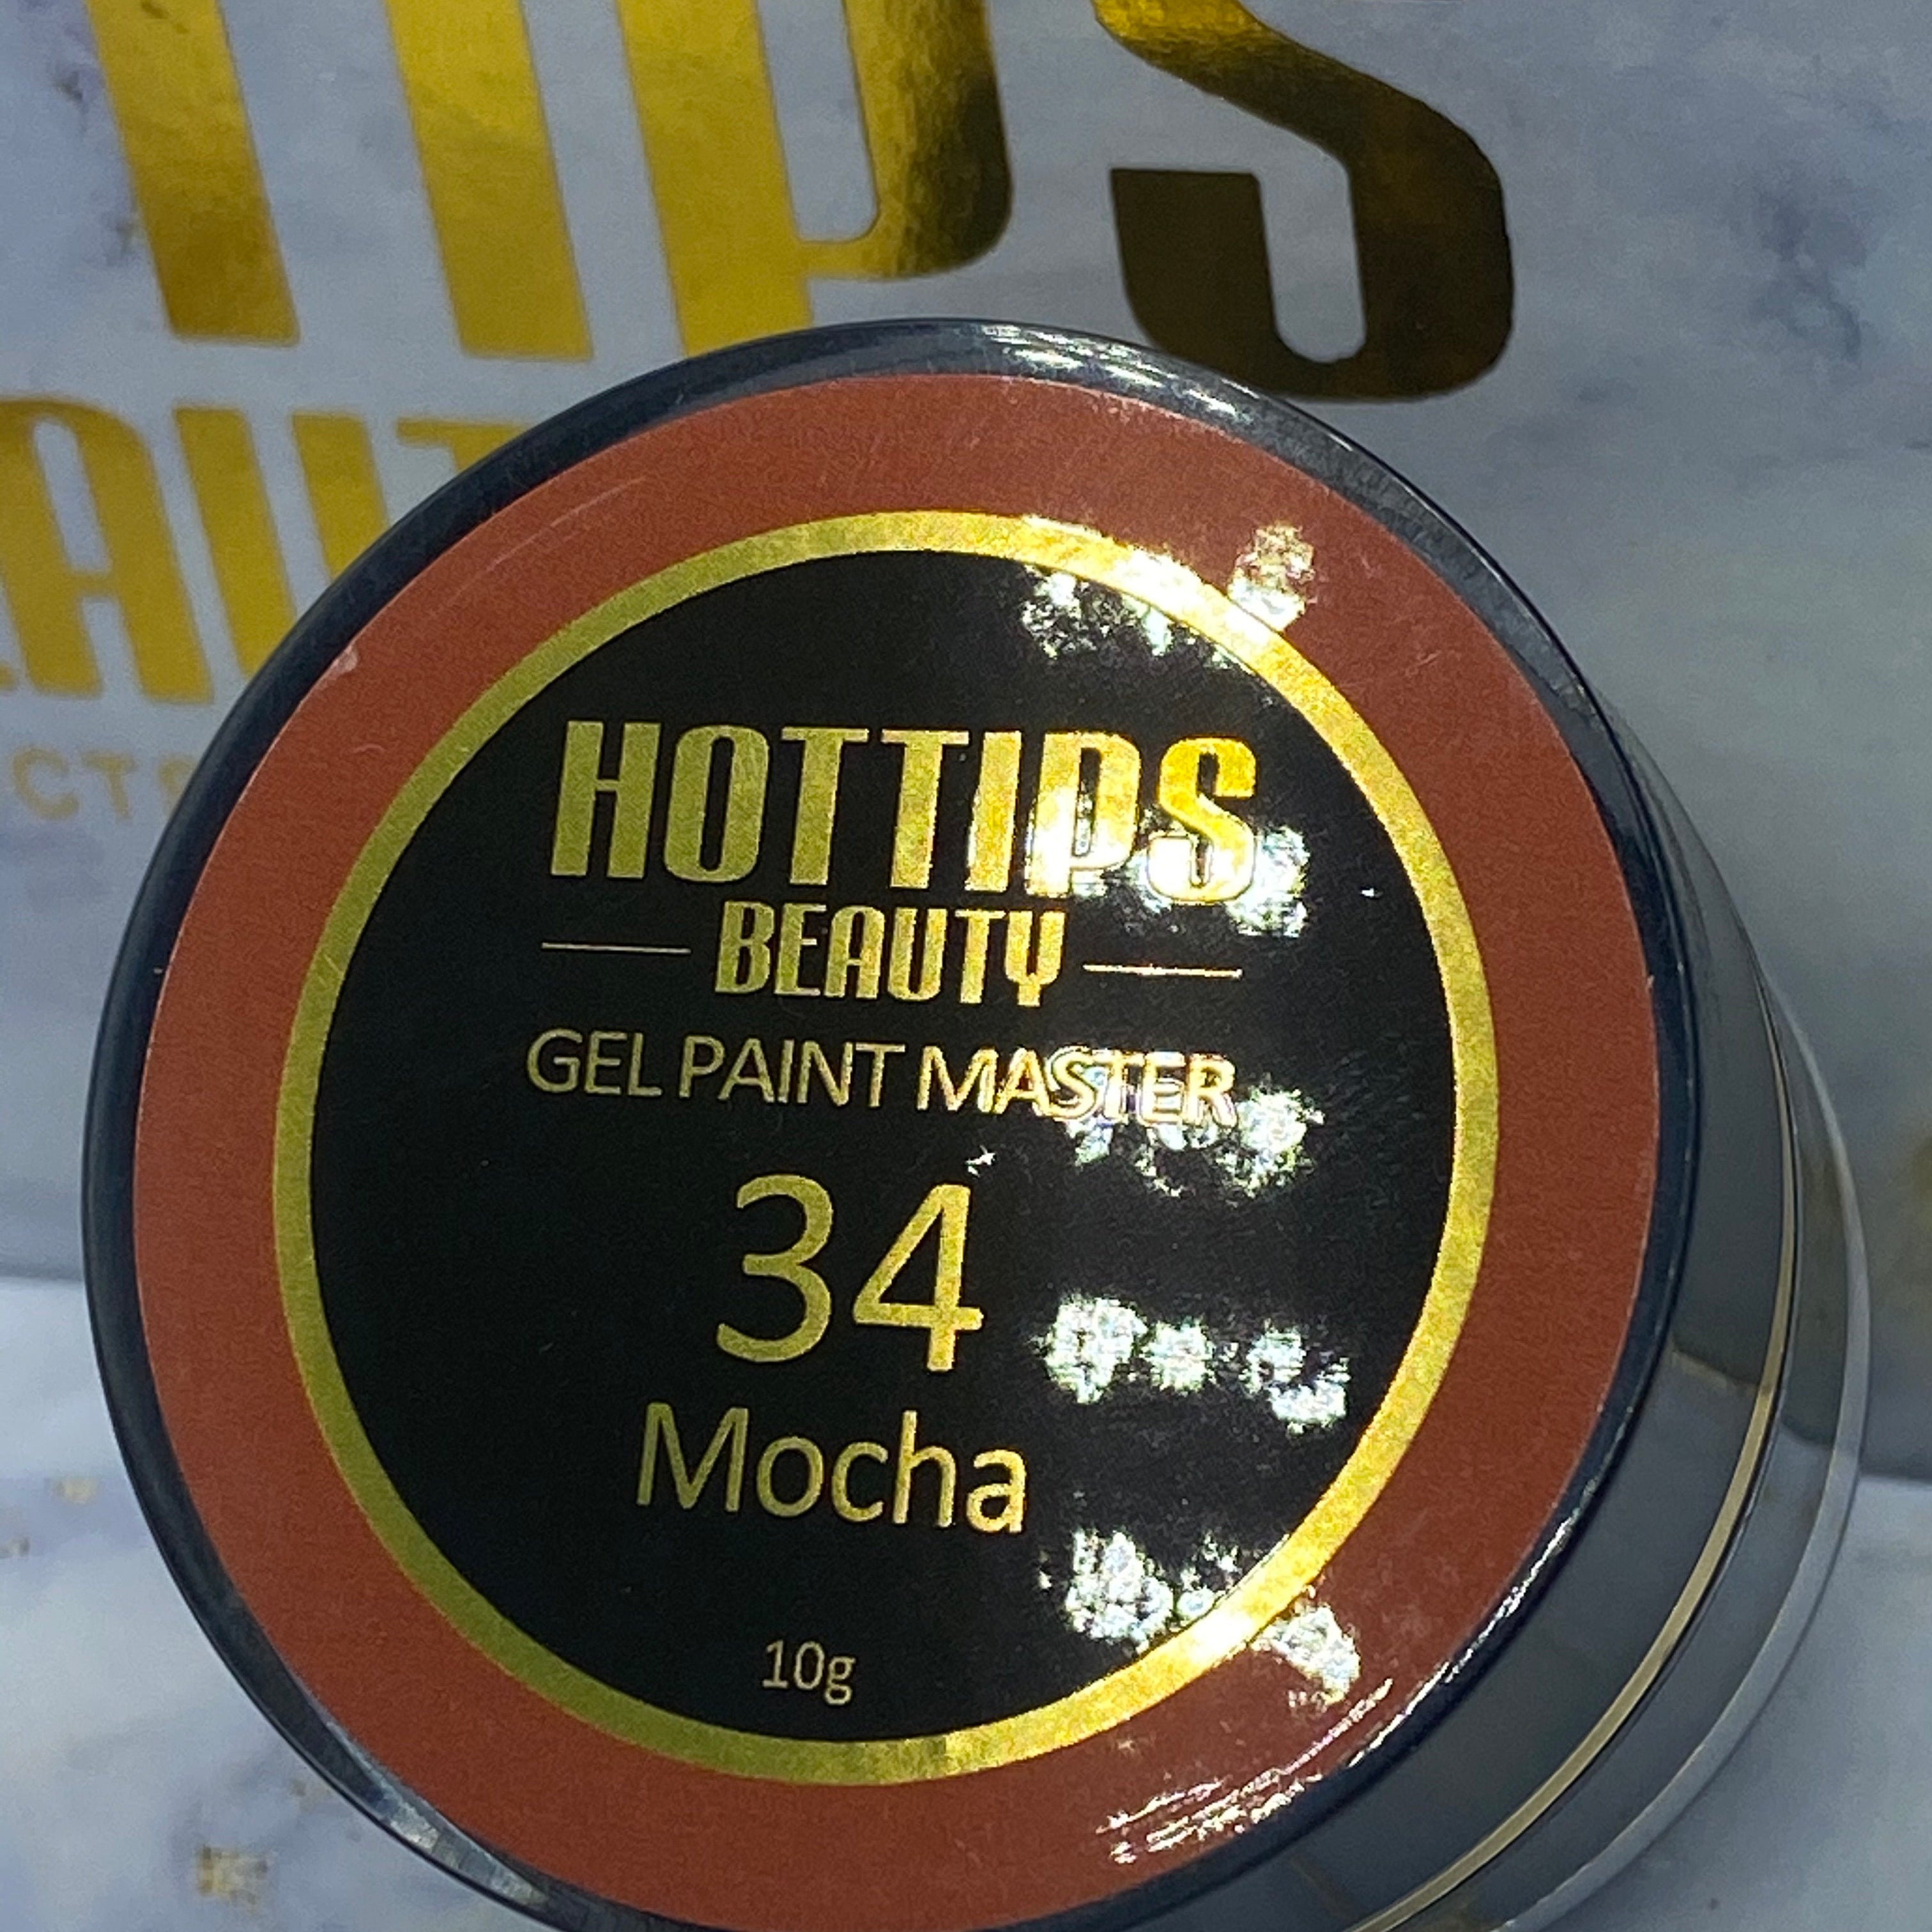 HOTTIPS
BEAUTY
GEL PAINT MASTER
34
Mocha
10g